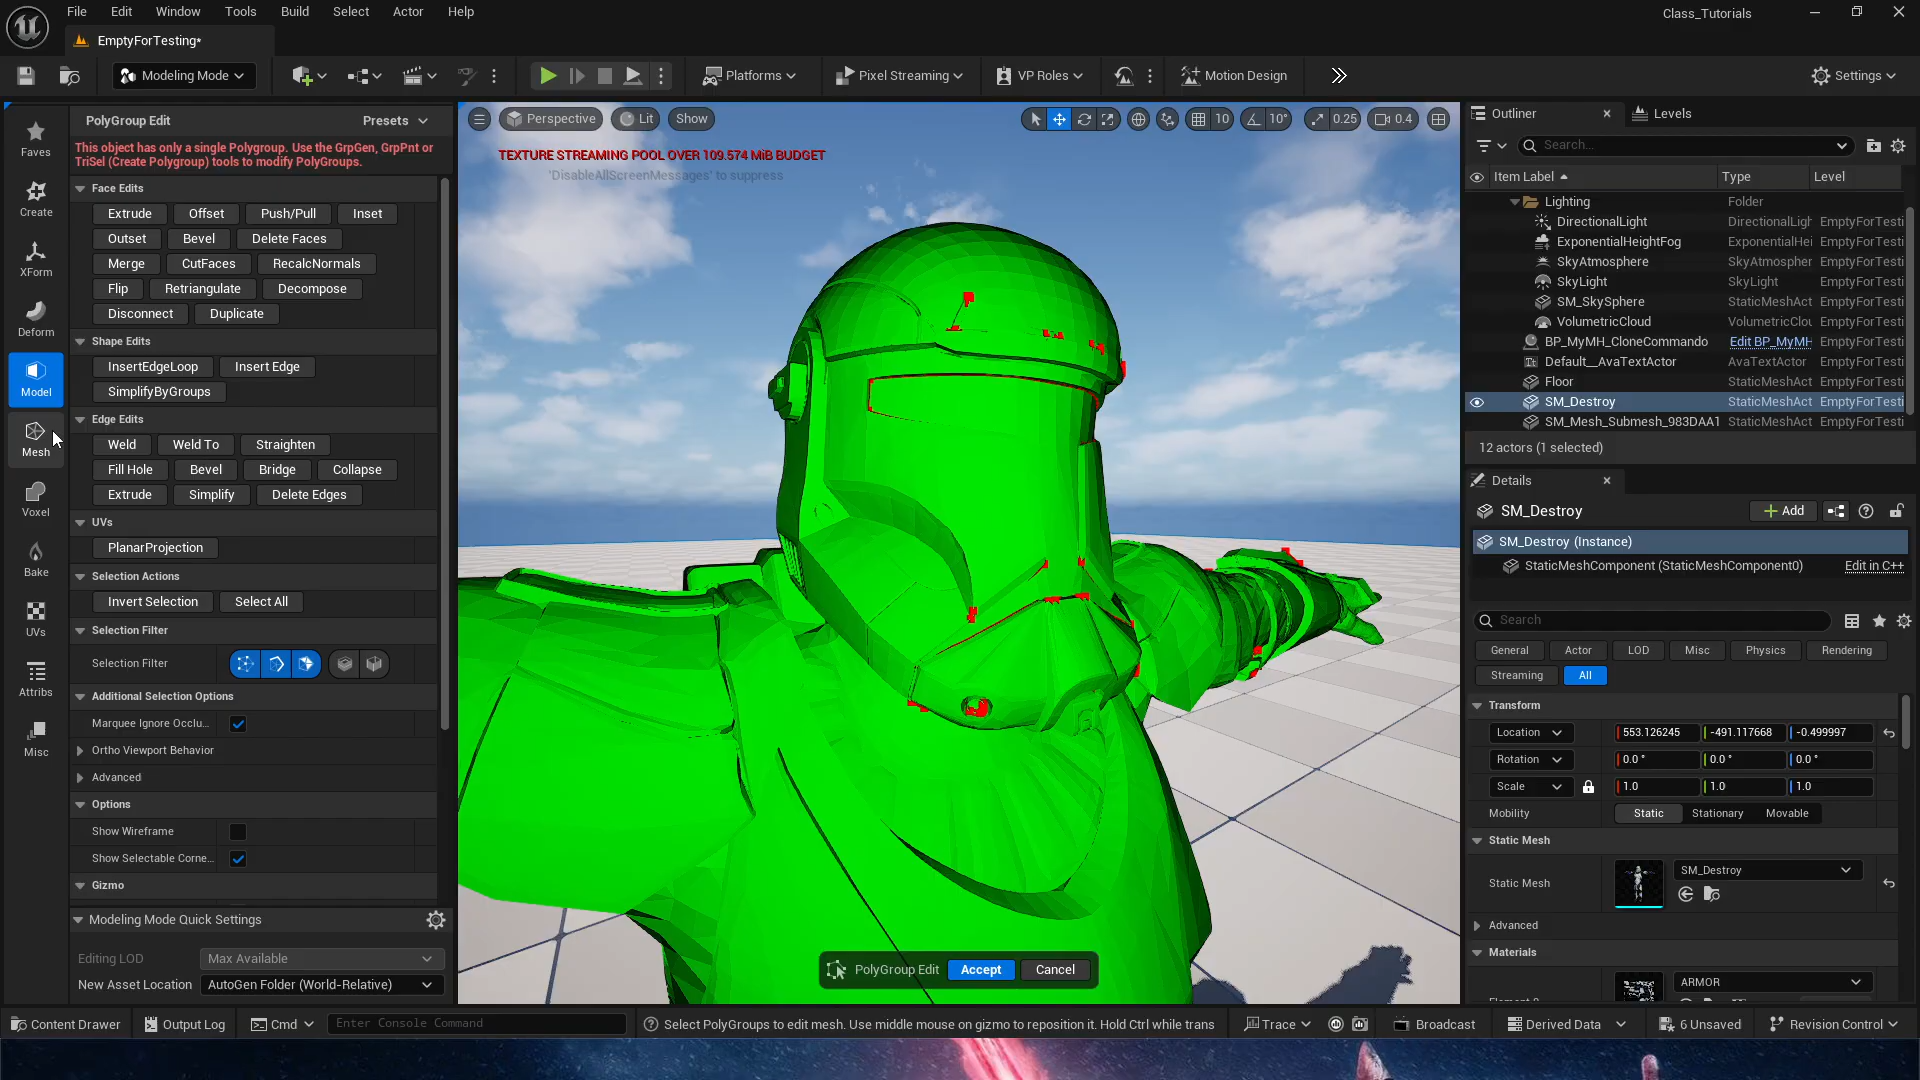 File Edit Window Tools Build Select Actor Help
Class_Tutorials
EmptyForTesting*
Modeling Mode
Platforms
Pixel Streaming
VP Roles
Motion Design
Settings
Faves
Create
XForm
Deform
Model
Mesh
Voxel
Bake
UVs
Attribs
Misc
PolyGroup Edit
Presets
This object has only a single Polygroup. Use the GrpGen, GrpPnt or
TriSel (Create Polygroup) tools to modify PolyGroups.
Face Edits
Extrude Offset Push/Pull Inset
Outset Bevel Delete Faces
Merge CutFaces RecalcNormals
Flip Retriangulate Decompose
Disconnect Duplicate
Shape Edits
InsertEdgeLoop Insert Edge
SimplifyByGroups
Edge Edits
Weld Weld To Straighten
Fill Hole Bevel Bridge Collapse
Extrude Simplify Delete Edges
UVs
PlanarProjection
Selection Actions
Invert Selection Select All
Selection Filter
Selection Filter
Additional Selection Options
Marquee Ignore Occlu...
Ortho Viewport Behavior
Advanced
Options
Show Wireframe
Show Selectable Corne...
Gizmo
Modeling Mode Quick Settings
Editing LOD Max Available
New Asset Location AutoGen Folder (World-Relative)
Perspective Lit Show
10 10° 0.25 0.4
TEXTURE STREAMING POOL OVER 109.574 MiB BUDGET
'DisableAllScreenMessages' to suppress
PolyGroup Edit Accept Cancel
Outliner Levels
Search...
Item Label Type Level
Lighting Folder
DirectionalLight DirectionalLigh EmptyForTesti
ExponentialHeightFog ExponentialHei EmptyForTesti
SkyAtmosphere SkyAtmospher EmptyForTesti
SkyLight SkyLight EmptyForTesti
SM_SkySphere StaticMeshAct EmptyForTesti
VolumetricCloud VolumetricClou EmptyForTesti
BP_MyMH_CloneCommando Edit BP_MyMH EmptyForTesti
Default__AvaTextActor AvaTextActor EmptyForTesti
Floor StaticMeshAct EmptyForTesti
SM_Destroy StaticMeshAct EmptyForTesti
SM_Mesh_Submesh_983DAA1 StaticMeshAct EmptyForTesti
12 actors (1 selected)
Details
SM_Destroy
Add
SM_Destroy (Instance)
StaticMeshComponent (StaticMeshComponent0) Edit in C++
Search
General Actor LOD Misc Physics Rendering
Streaming All
Transform
Location 553.126245 -491.117668 -0.499997
Rotation 0.0 ° 0.0 ° 0.0 °
Scale 1.0 1.0 1.0
Mobility Static Stationary Movable
Static Mesh
Static Mesh SM_Destroy
Advanced
Materials
ARMOR
Content Drawer Output Log Cmd Enter Console Command Select PolyGroups to edit mesh. Use middle mouse on gizmo to reposition it. Hold Ctrl while trans Trace Broadcast Derived Data 6 Unsaved Revision Control